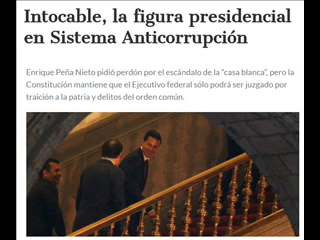 Intocable, la figura presidencial
en Sistema Anticorrupción
Enrique Peña Nieto pidió perdón por el escándalo de la "casa blanca", pero la
Constitución mantiene que el Ejecutivo federal sólo podrá ser juzgado por
traición a la patria y delitos del orden común.